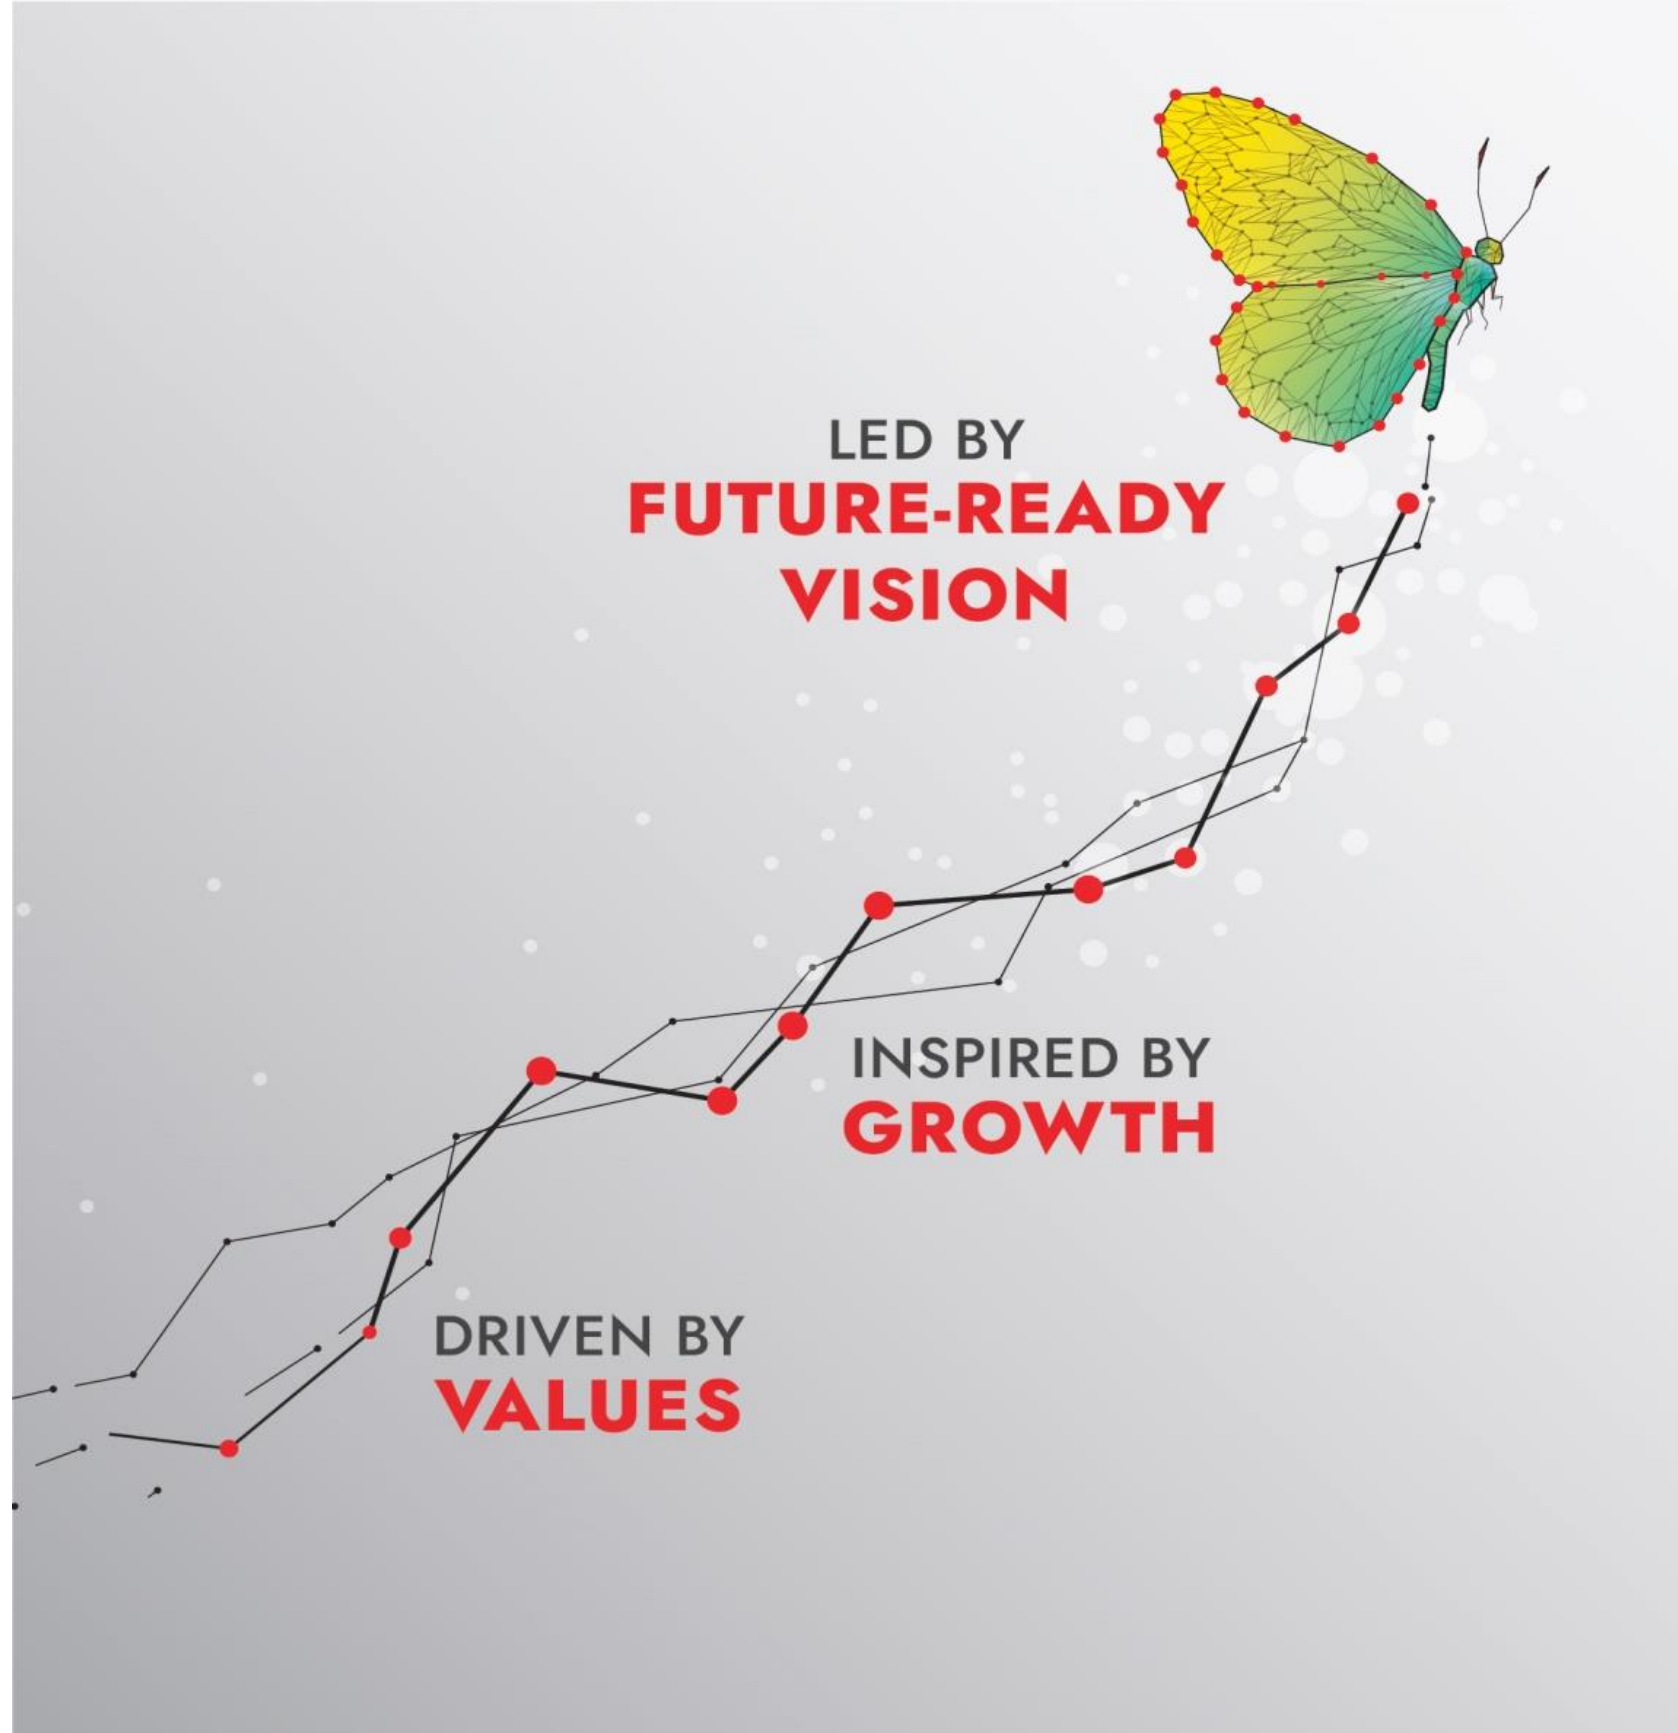 LED BY
FUTURE-READY
VISION
INSPIRED BY
GROWTH
DRIVEN BY
VALUES